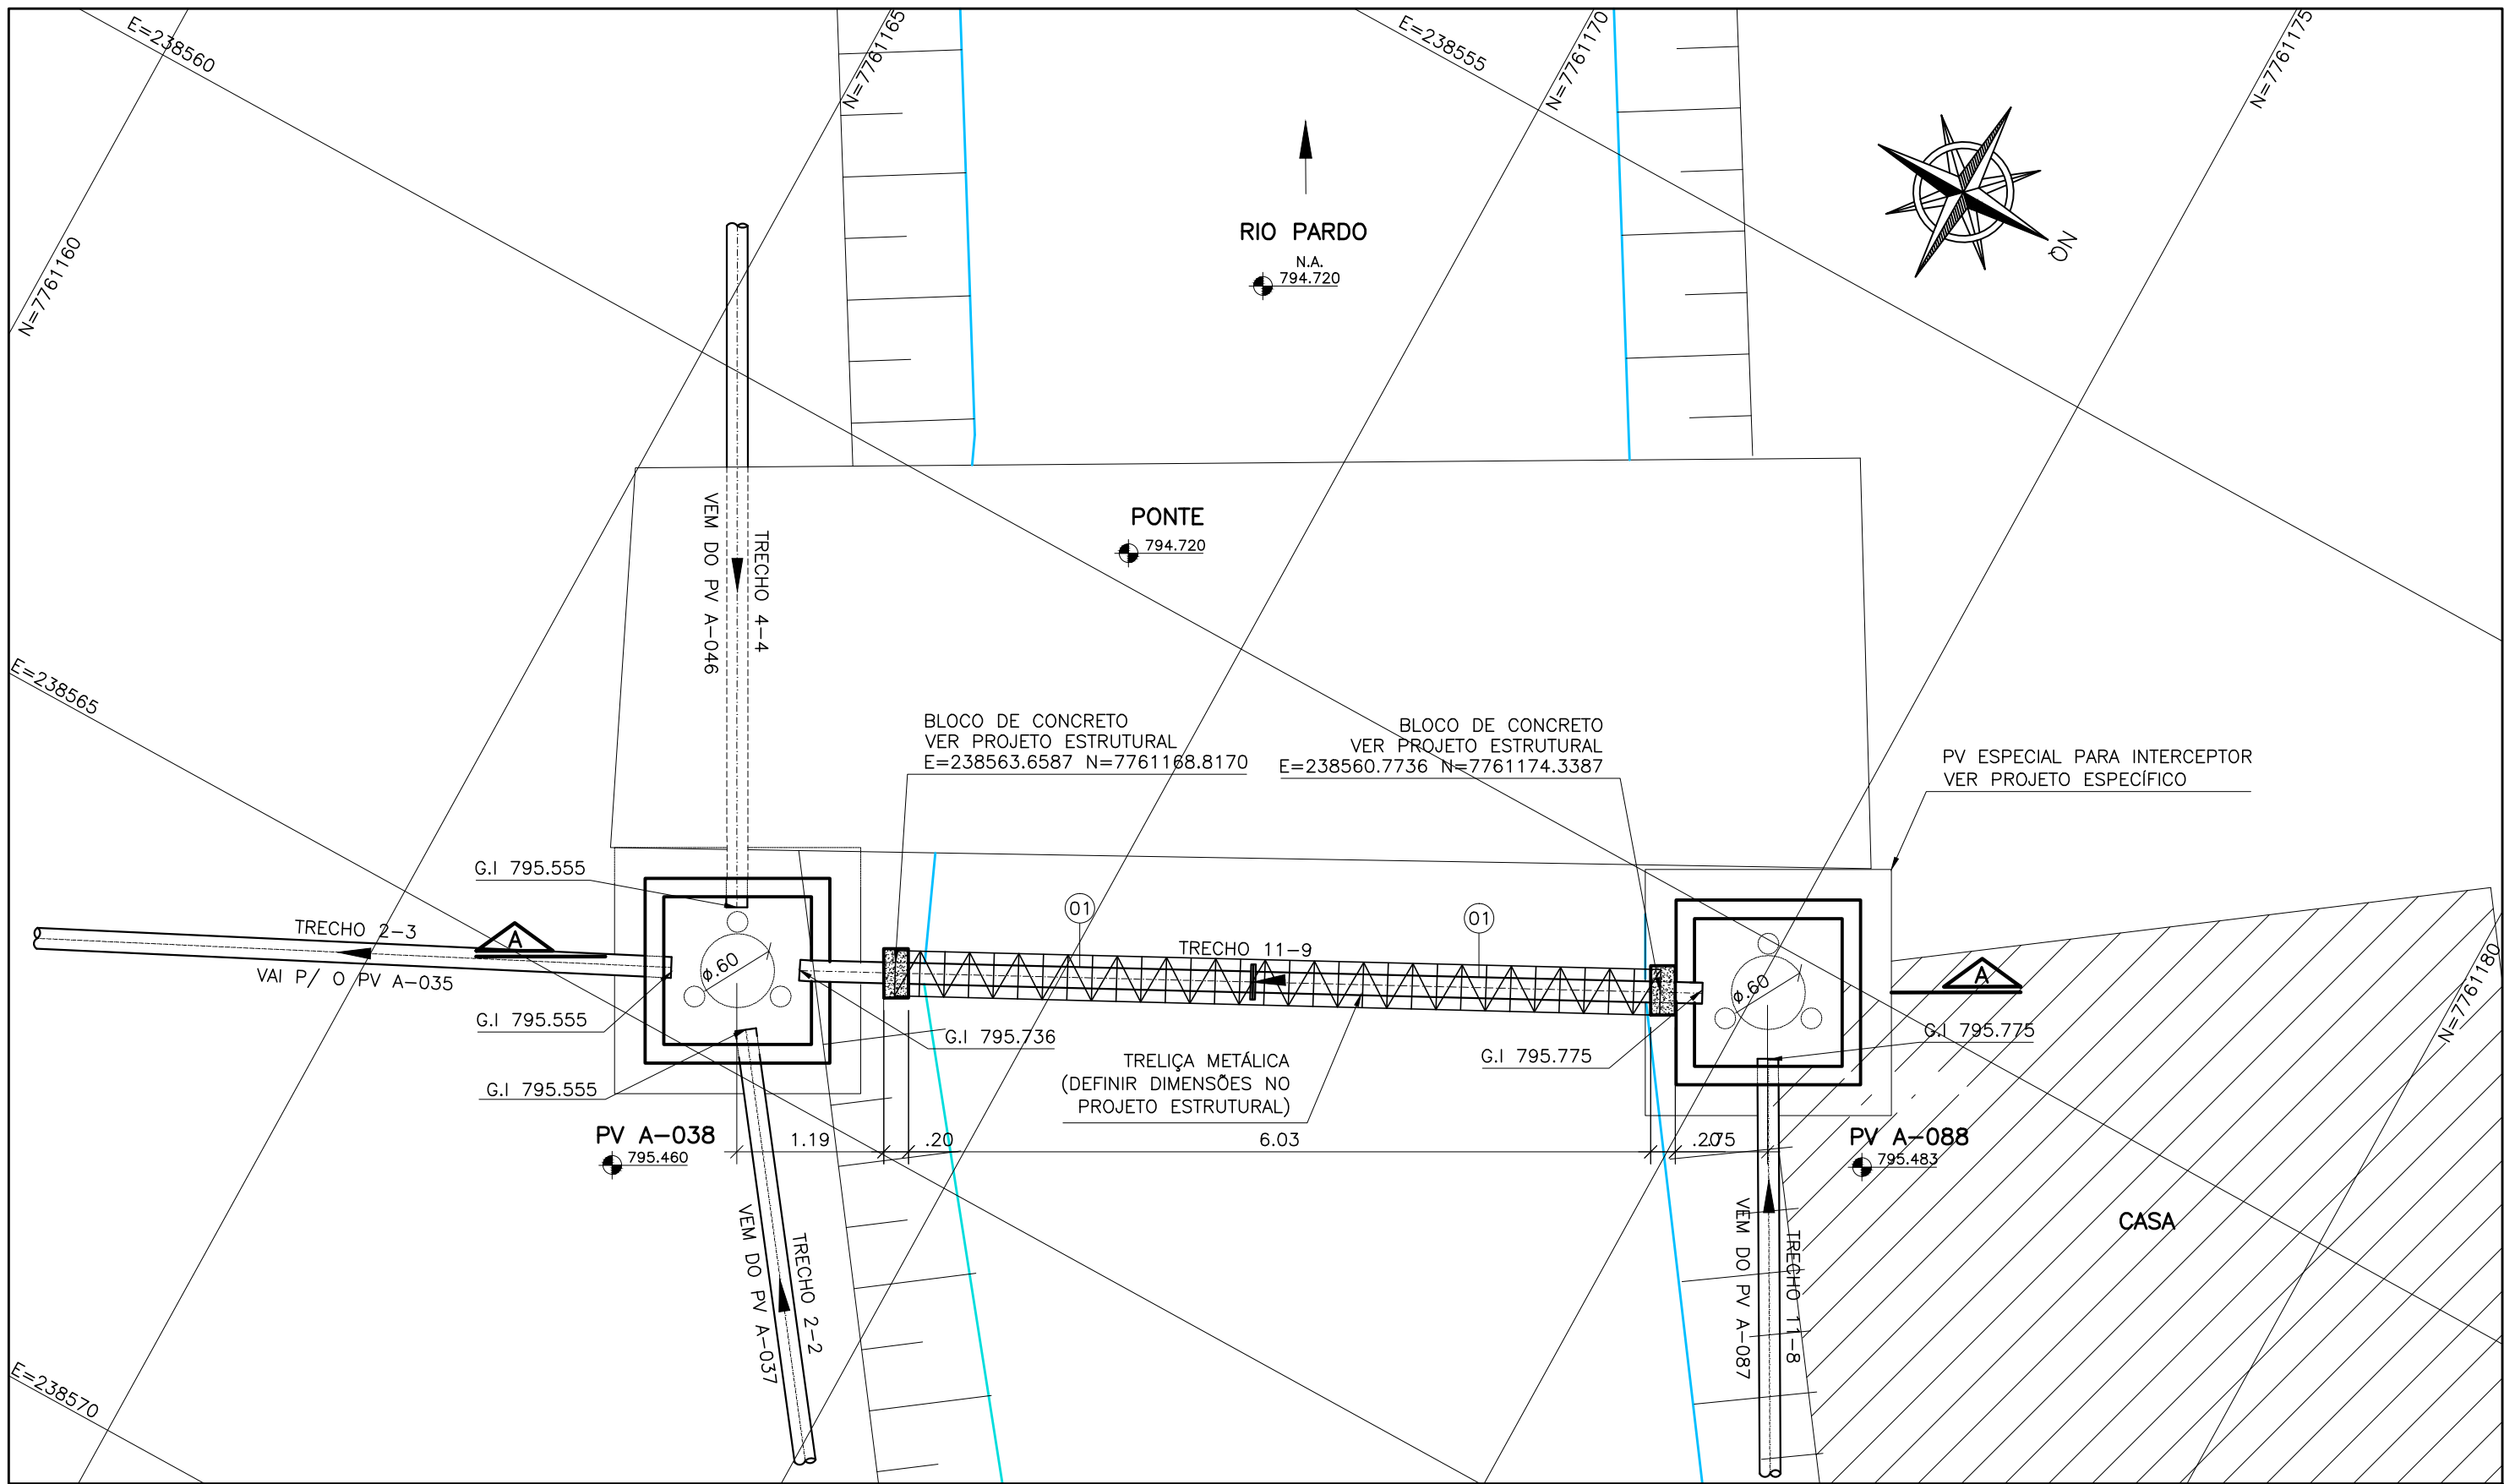 E=238560
N=7761165
E=238555
N=7761170
N=7761175
N=7761160
NQ
RIO PARDO
N.A.
794.720
PONTE
794.720
VEM DO PV A-046
TRECHO 4-4
E=238565
BLOCO DE CONCRETO
VER PROJETO ESTRUTURAL
E=238563.6587 N=7761168.8170
BLOCO DE CONCRETO
VER PROJETO ESTRUTURAL
E=238560.7736 N=7761174.3387
PV ESPECIAL PARA INTERCEPTOR
VER PROJETO ESPECÍFICO
G.I 795.555
TRECHO 2-3
A
VAI P/ O PV A-035
G.I 795.555
G.I 795.555
ø.60
01
TRECHO 11-9
01
G.I 795.736
TRELIÇA METÁLICA
(DEFINIR DIMENSÕES NO
PROJETO ESTRUTURAL)
G.I 795.775
ø.60
G.I 795.775
A
N=7761180
PV A-038
795.460
1.19
.20
6.03
.20
.75
PV A-088
795.483
VEM DO PV A-037
TRECHO 2-2
VEM DO PV A-087
TRECHO 11-8
CASA
E=238570